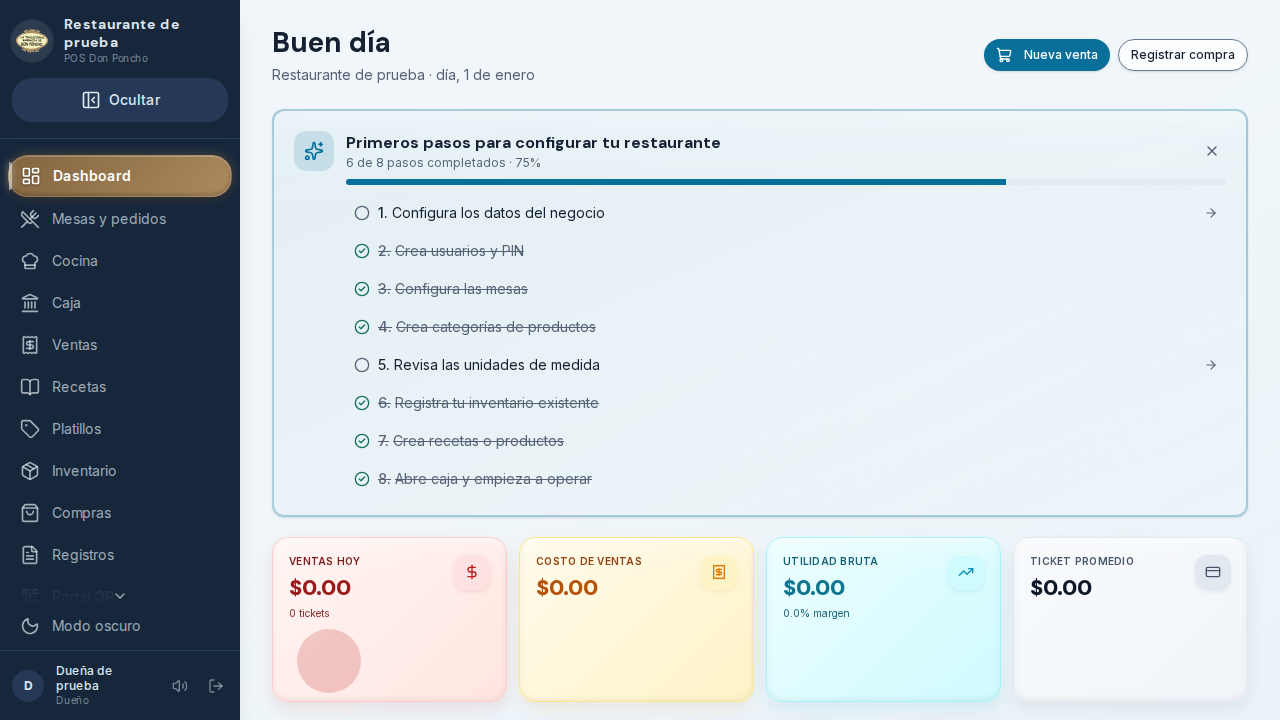 Restaurante de
prueba
POS Don Poncho
Ocultar
Dashboard
Mesas y pedidos
Cocina
Caja
Ventas
Recetas
Platillos
Inventario
Compras
Registros
Portal QR
Modo oscuro
D
Dueña de
prueba
Dueño
Buen día
Restaurante de prueba · día, 1 de enero
Nueva venta
Registrar compra
Primeros pasos para configurar tu restaurante
6 de 8 pasos completados · 75%
1. Configura los datos del negocio
2. Crea usuarios y PIN
3. Configura las mesas
4. Crea categorías de productos
5. Revisa las unidades de medida
6. Registra tu inventario existente
7. Crea recetas o productos
8. Abre caja y empieza a operar
VENTAS HOY
$0.00
0 tickets
COSTO DE VENTAS
$0.00
UTILIDAD BRUTA
$0.00
0.0% margen
TICKET PROMEDIO
$0.00